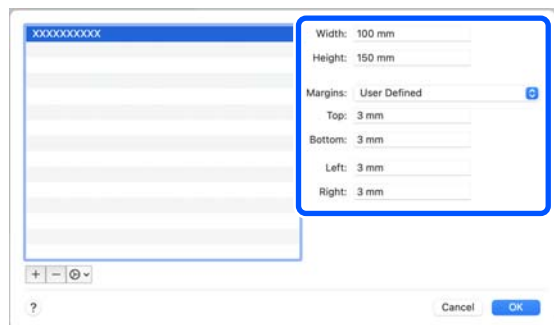 XXXXXXXXXX
Width: 100 mm
Height: 150 mm
Margins: User Defined
Top: 3 mm
Bottom: 3 mm
Left: 3 mm
Right: 3 mm
+ −
?
Cancel OK